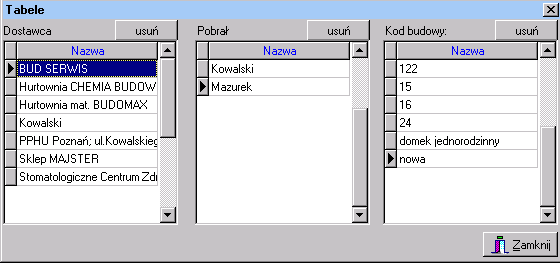 Tabele
Dostawca usuń
Nazwa
BUD SERWIS
Hurtownia CHEMIA BUDOW
Hurtownia mat. BUDOMAX
Kowalski
PPHU Poznań; ul.Kowalskieg
Sklep MAJSTER
Stomatologiczne Centrum Zdr
Pobrał usuń
Nazwa
Kowalski
Mazurek
Kod budowy: usuń
Nazwa
122
15
16
24
domek jednorodzinny
nowa
Zamknij